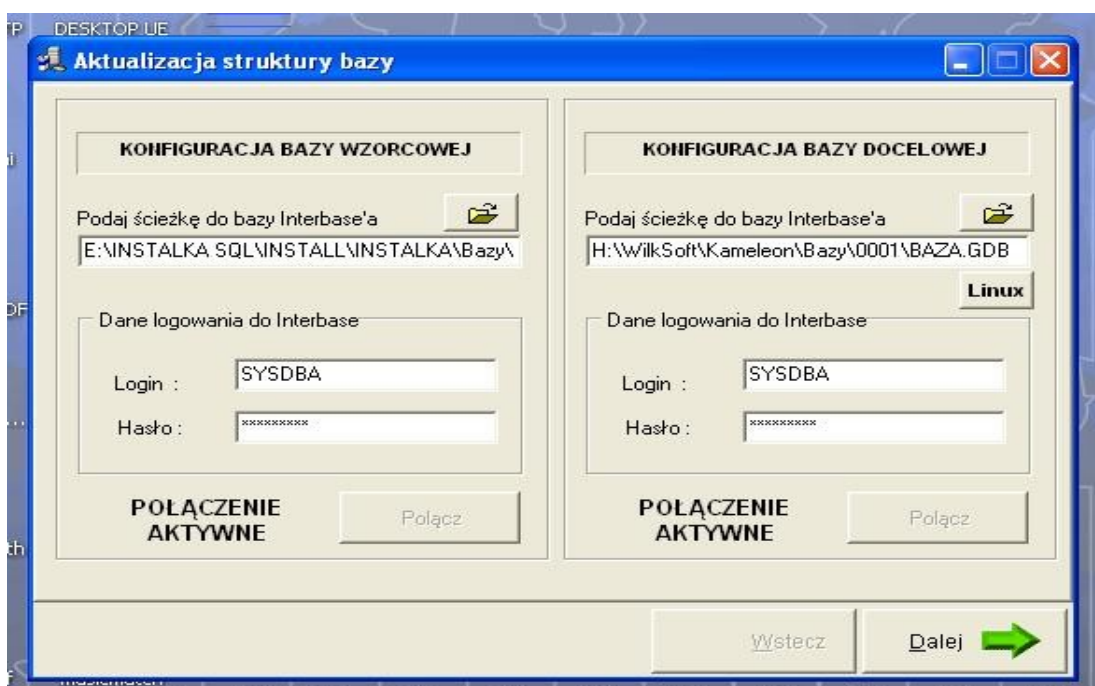 DESKTOP UE
Aktualizacja struktury bazy
KONFIGURACJA BAZY WZORCOWEJ
Podaj ścieżkę do bazy Interbase'a
E:\INSTALKA SQL\INSTALL\INSTALKA\Bazy\
Dane logowania do Interbase
Login :
SYSDBA
Hasło :
*********
POŁĄCZENIE
AKTYWNE
Połącz
KONFIGURACJA BAZY DOCELOWEJ
Podaj ścieżkę do bazy Interbase'a
H:\WilkSoft\Kameleon\Bazy\0001\BAZA.GDB
Linux
Dane logowania do Interbase
Login :
SYSDBA
Hasło :
*********
POŁĄCZENIE
AKTYWNE
Połącz
Wstecz
Dalej